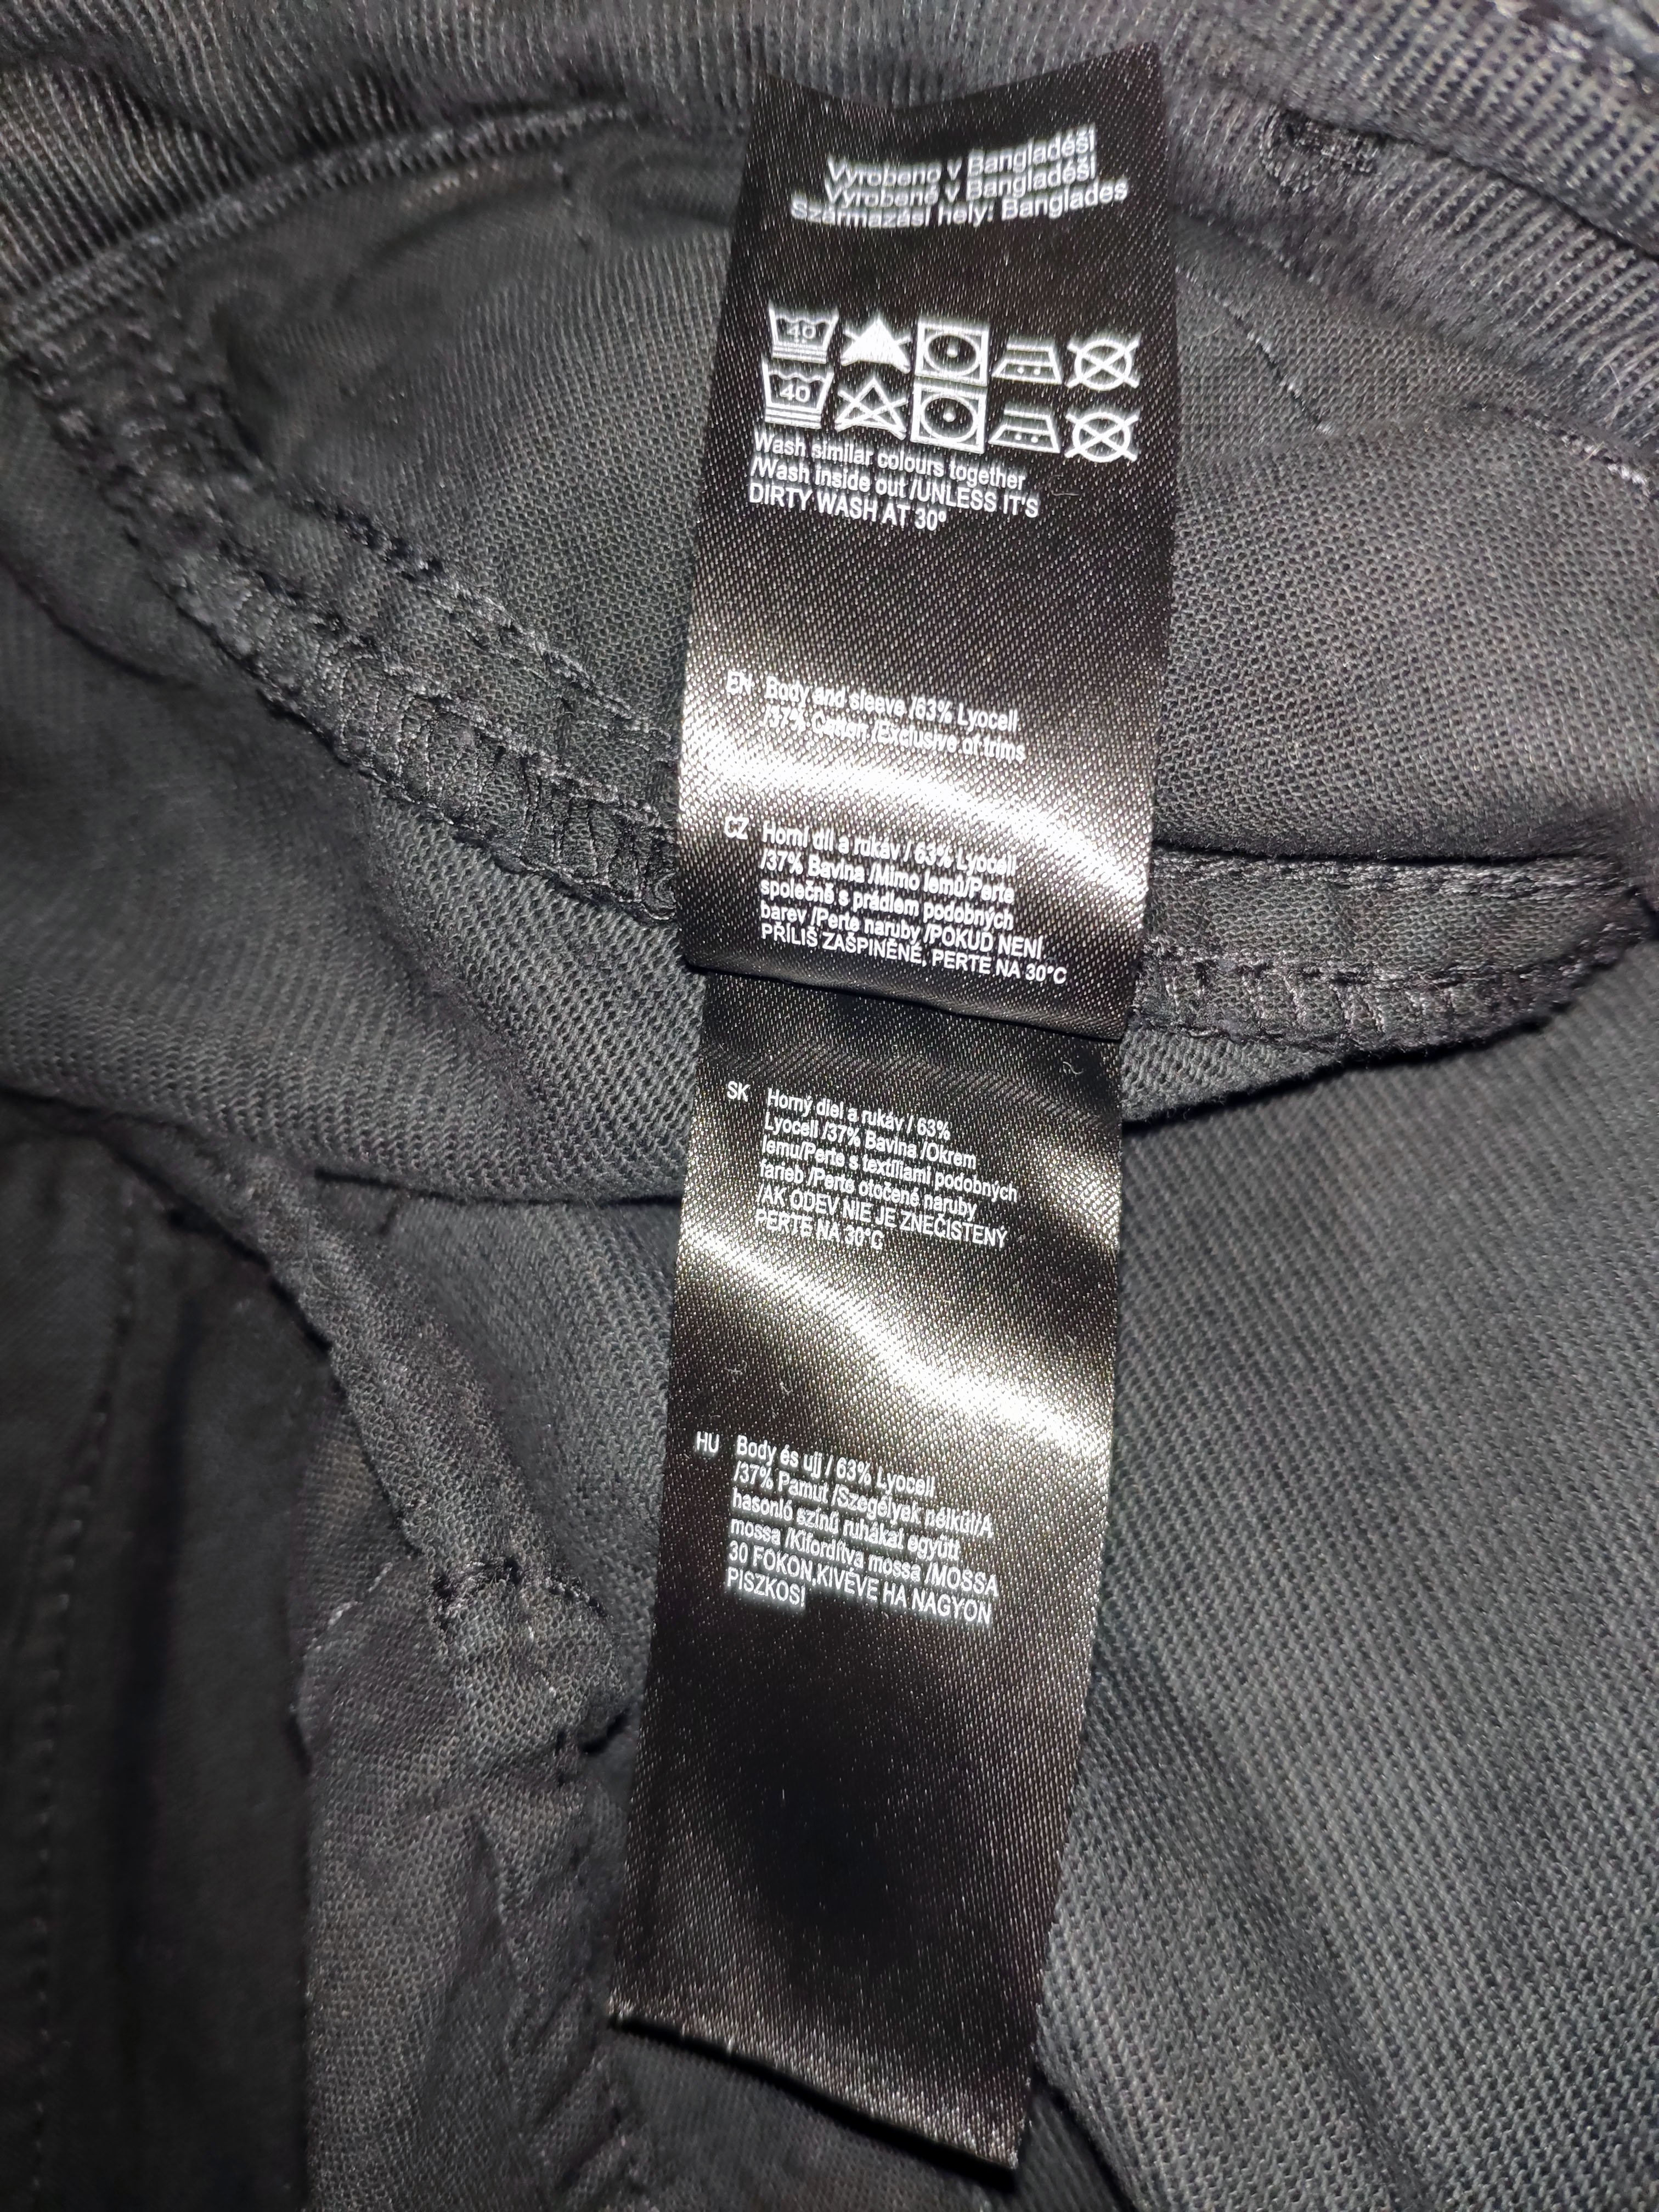 Vyrobeno v Bangladéši
Vyrobené v Bangladéši
Származási hely: Banglades
40
40
Wash similar colours together
/Wash inside out /UNLESS IT'S
DIRTY WASH AT 30º
EN Body and sleeve /63% Lyocell
/37% Cotton /Exclusive of trims
CZ Horní díl a rukáv / 63% Lyocell
/37% Bavlna /Mimo lemů/Perte
společně s prádlem podobných
barev /Perte naruby /POKUD NENÍ
PŘÍLIŠ ZAŠPINĚNÉ, PERTE NA 30°C
SK Horný diel a rukáv / 63%
Lyocell /37% Bavlna /Okrem
lemu/Perte s textíliami podobných
farieb /Perte otočené naruby
/AK ODEV NIE JE ZNEČISTENÝ
PERTE NA 30°C
HU Body és ujj / 63% Lyocell
/37% Pamut /Szegélyek nélkül/A
hasonló színű ruhákat együtt
mossa /Kifordítva mossa /MOSSA
30 FOKON,KIVÉVE HA NAGYON
PISZKOS!